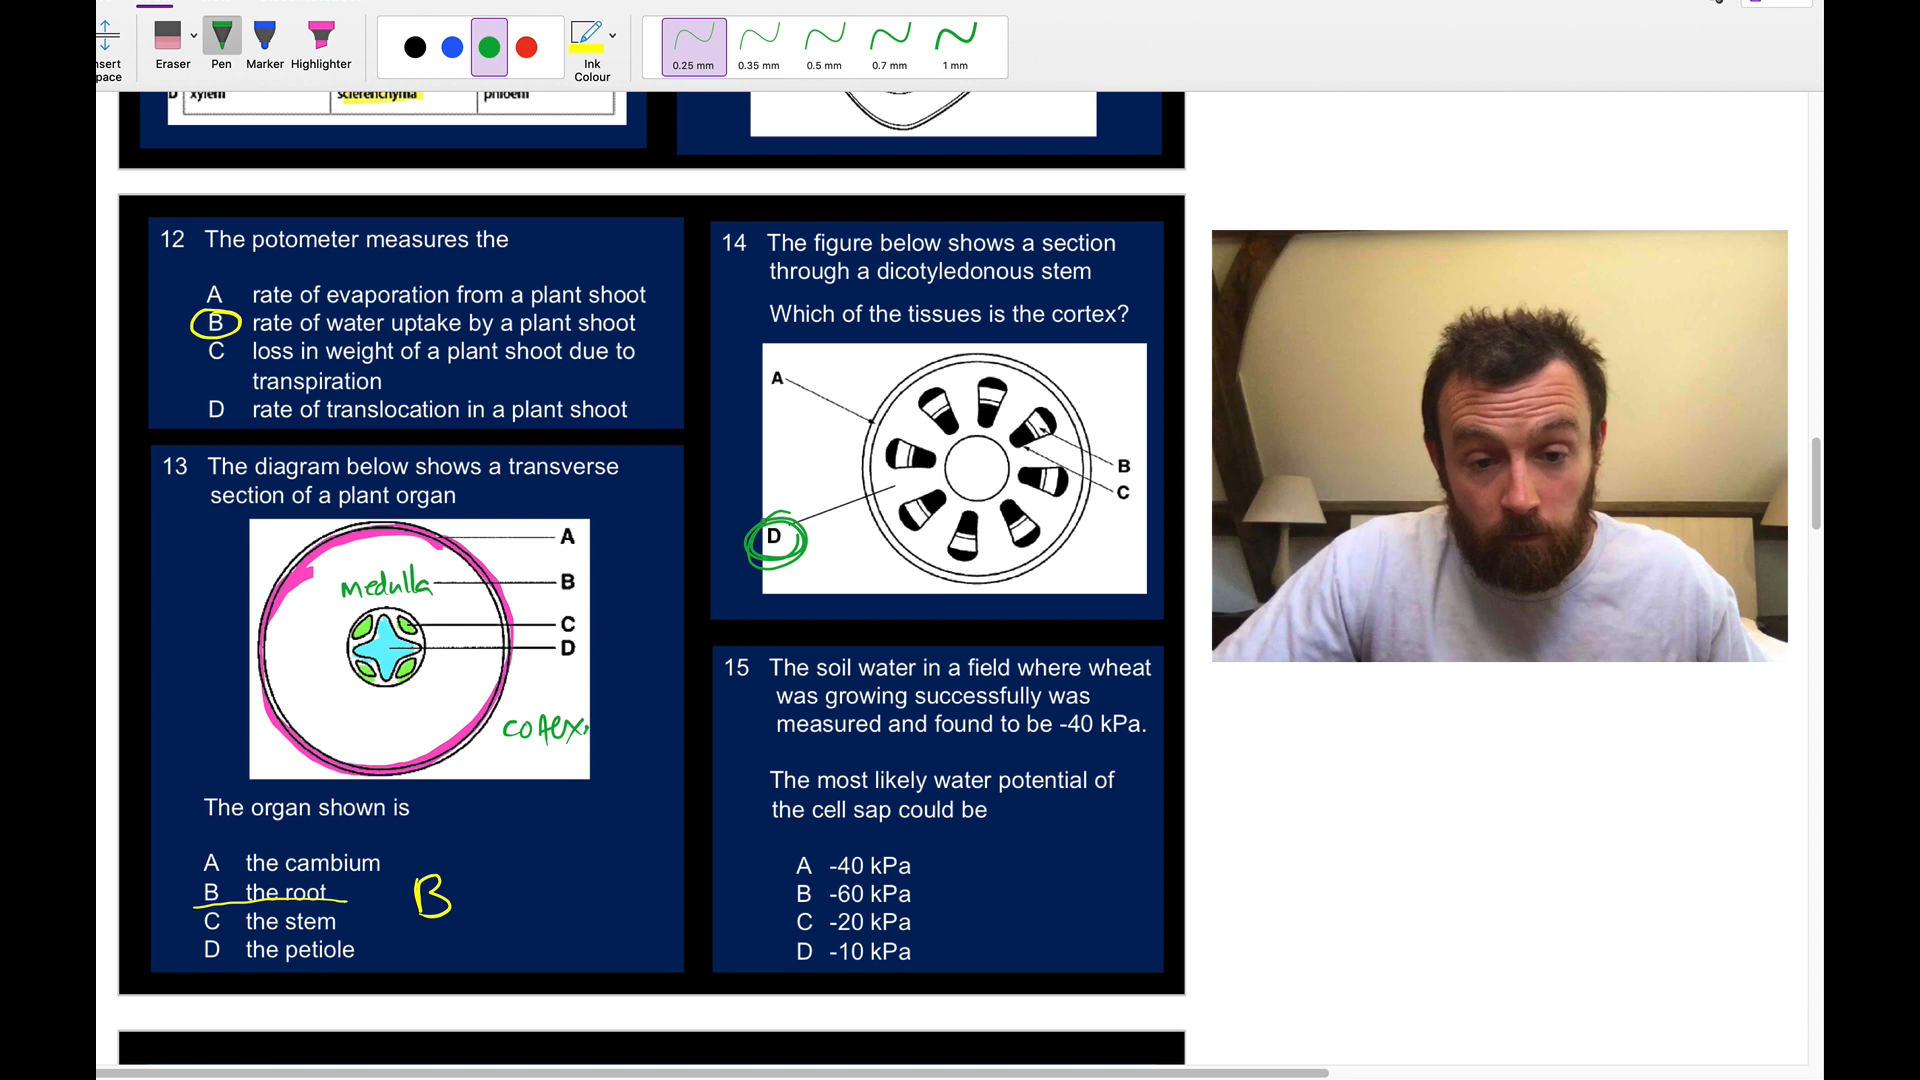 nsert
pace
Eraser
Pen
Marker
Highlighter
Ink
Colour
0.25 mm
0.35 mm
0.5 mm
0.7 mm
1 mm
D xylem sclerenchyma phloem
12 The potometer measures the
A rate of evaporation from a plant shoot
B rate of water uptake by a plant shoot
C loss in weight of a plant shoot due to
transpiration
D rate of translocation in a plant shoot
13 The diagram below shows a transverse
section of a plant organ
A
medulla B
C
D
cortex
The organ shown is
A the cambium
B the root B
C the stem
D the petiole
14 The figure below shows a section
through a dicotyledonous stem
Which of the tissues is the cortex?
A
B
C
D
15 The soil water in a field where wheat
was growing successfully was
measured and found to be -40 kPa.
The most likely water potential of
the cell sap could be
A -40 kPa
B -60 kPa
C -20 kPa
D -10 kPa